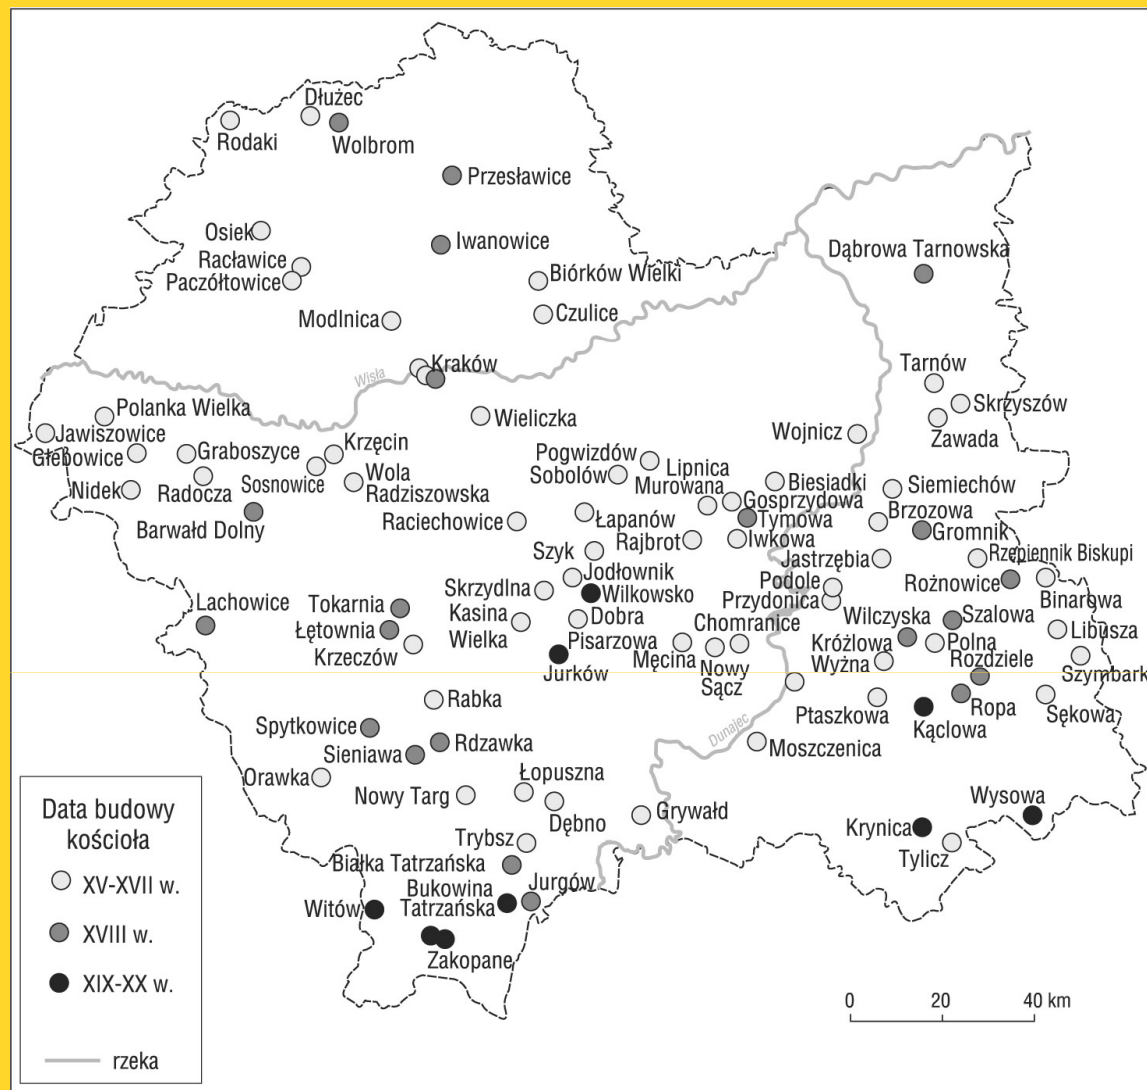 Dłużec
Rodaki
Wolbrom
Przesławice
Osiek
Iwanowice
Racławice
Paczółtowice
Biórków Wielki
Dąbrowa Tarnowska
Modlnica
Czulice
Kraków
Wisła
Tarnów
Polanka Wielka
Skrzyszów
Wieliczka
Zawada
Jawiszowice
Wojnicz
Głębowice
Graboszyce
Krzęcin
Pogwizdów
Sobolów
Lipnica
Murowana
Nidek
Radocza
Sosnowice
Wola
Radziszowska
Biesiadki
Siemiechów
Gosprzydowa
Barwałd Dolny
Raciechowice
Łapanów
Tymowa
Brzozowa
Gromnik
Rajbrot
Iwkowa
Szyk
Jastrzębia
Rzepiennik Biskupi
Jodłownik
Podole
Rożnowice
Skrzydlna
Wilkowsko
Przydonica
Binarowa
Lachowice
Tokarnia
Kasina
Wielka
Dobra
Chomranice
Wilczyska
Szalowa
Łętownia
Pisarzowa
Króżlowa
Wyżna
Polna
Libusza
Krzeczów
Jurków
Męcina
Nowy
Sącz
Rozdziele
Szymbark
Rabka
Ptaszkowa
Ropa
Sękowa
Kąclowa
Spytkowice
Rdzawka
Dunajec
Moszczenica
Sieniawa
Orawka
Łopuszna
Nowy Targ
Dębno
Grywałd
Wysowa
Krynica
Trybsz
Tylicz
Białka Tatrzańska
Bukowina
Tatrzańska
Jurgów
Witów
Zakopane
Data budowy
kościoła
XV-XVII w.
XVIII w.
XIX-XX w.
rzeka
0 20 40 km